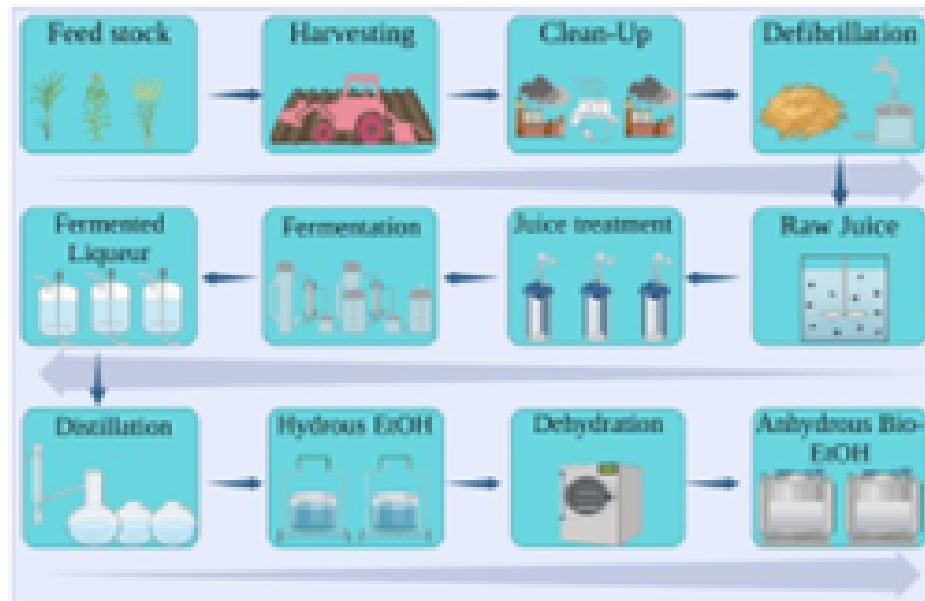 Feed stock
Harvesting
Clean-Up
Defibrillation
Raw Juice
Juice treatment
Fermentation
Fermented
Liqueur
Distillation
Hydrous EtOH
Dehydration
Anhydrous Bio-
EtOH